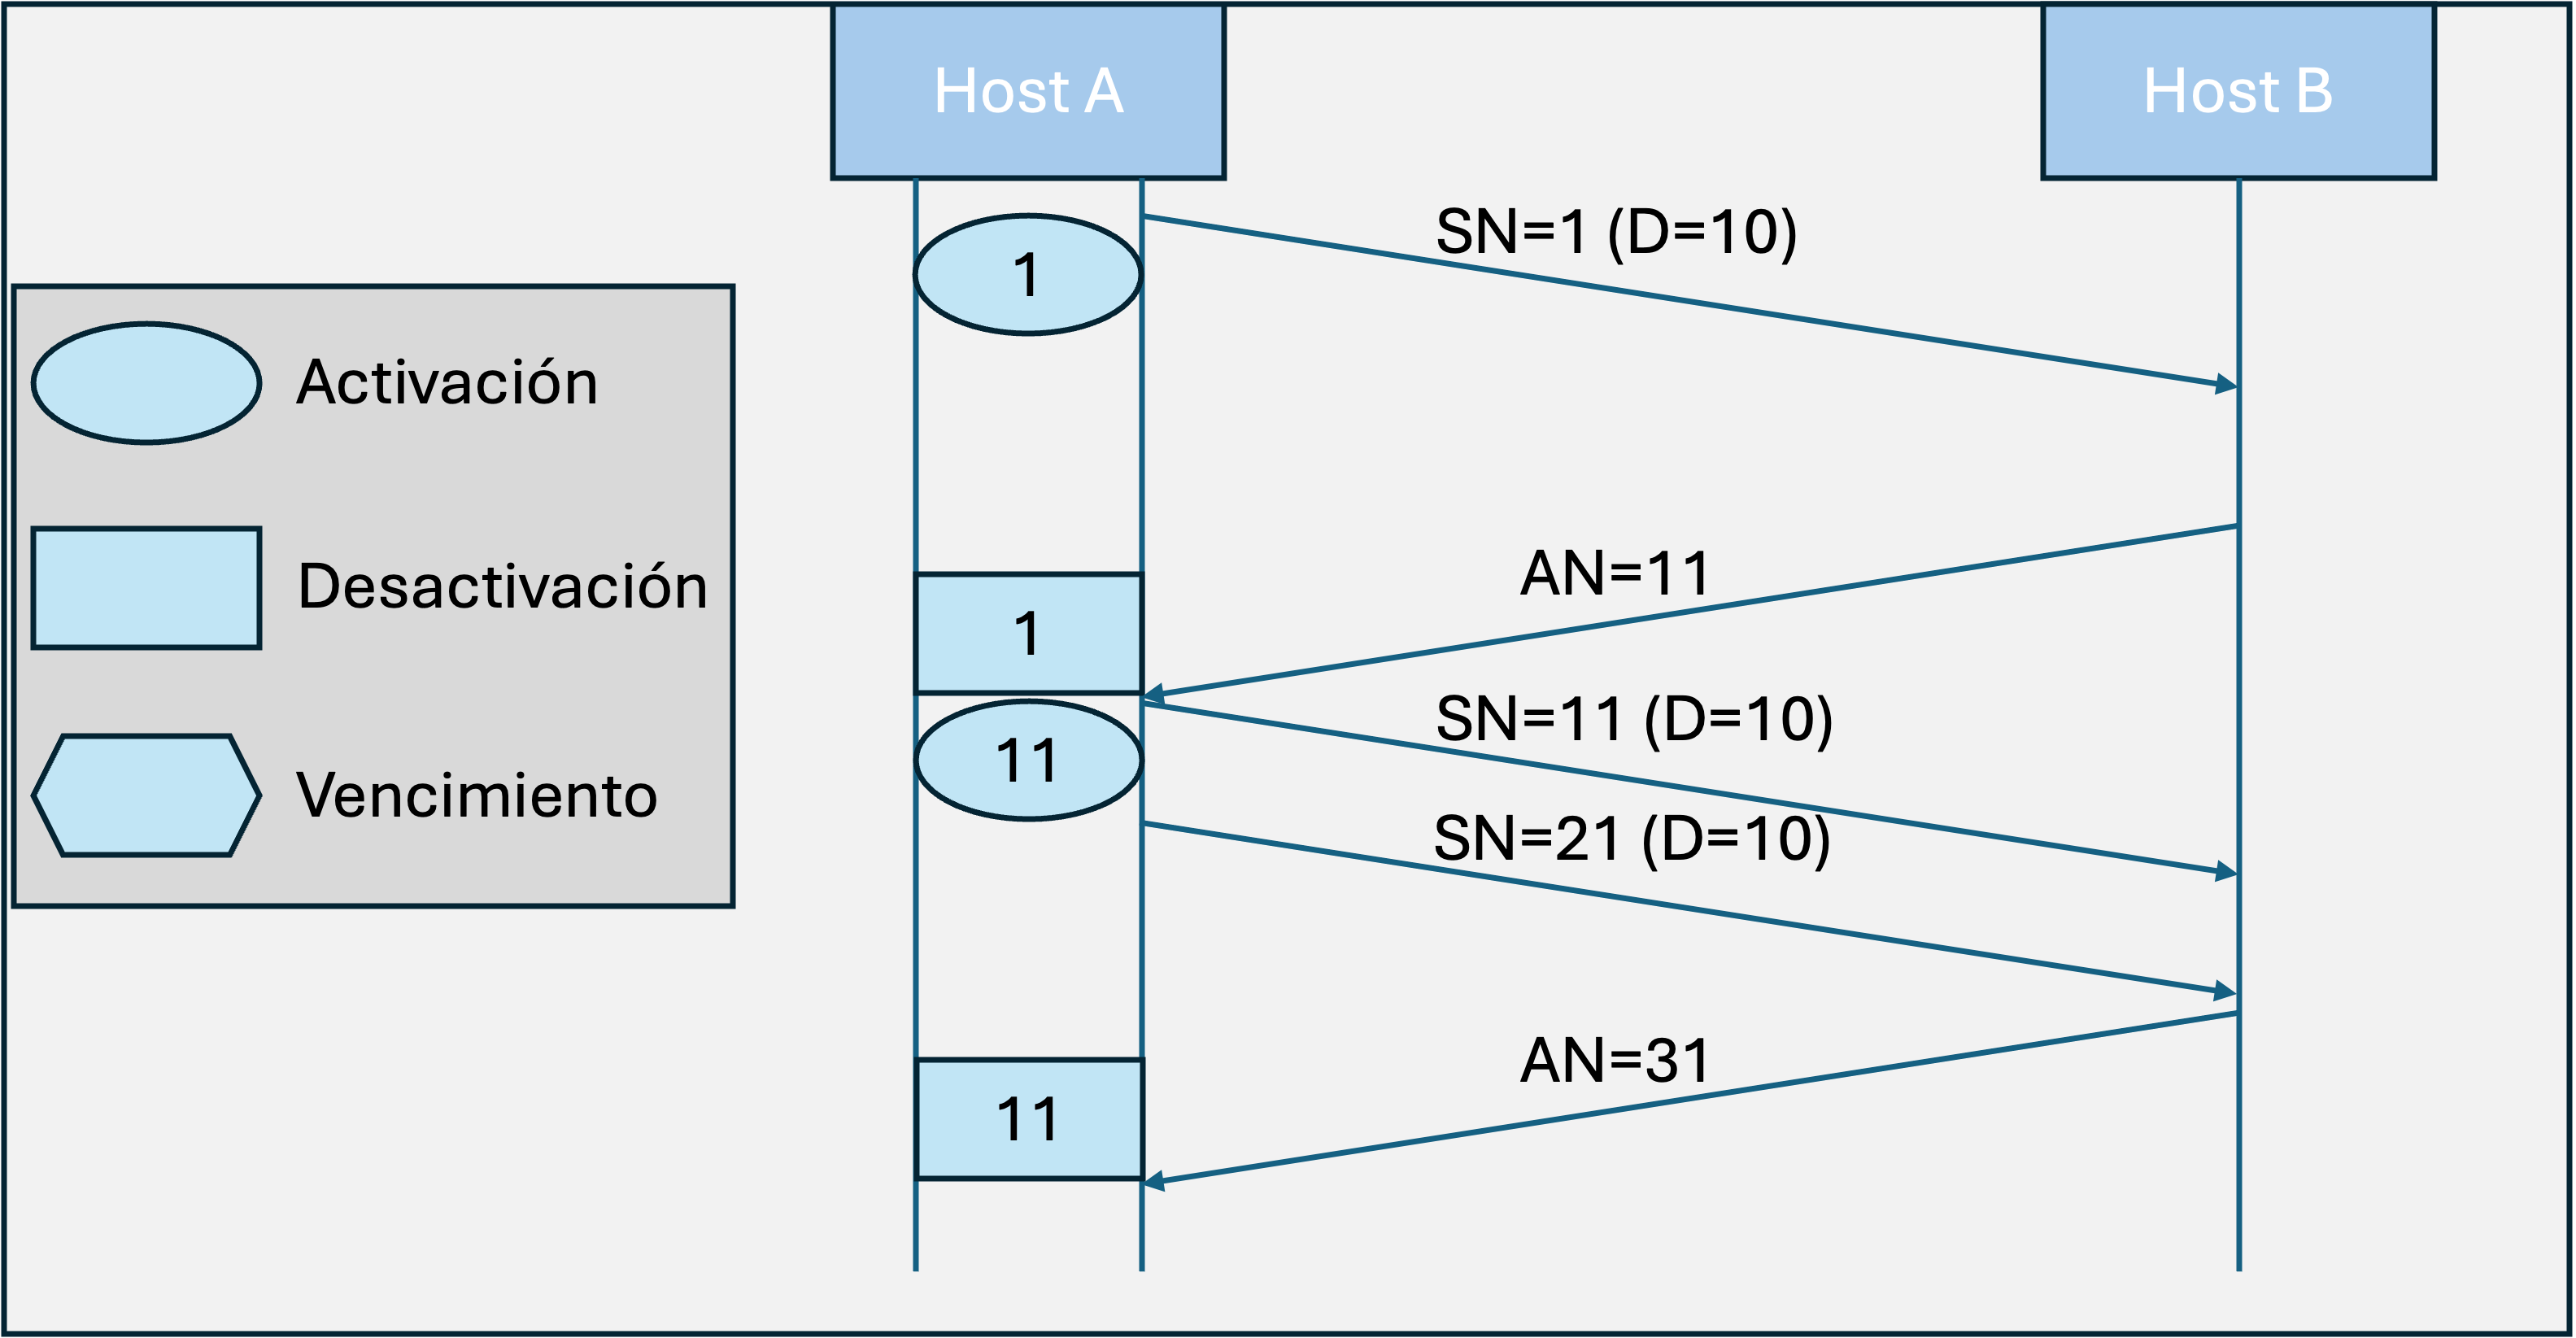 Host A
Host B
SN=1 (D=10)
1
Activación
AN=11
Desactivación
1
SN=11 (D=10)
11
Vencimiento
SN=21 (D=10)
AN=31
11